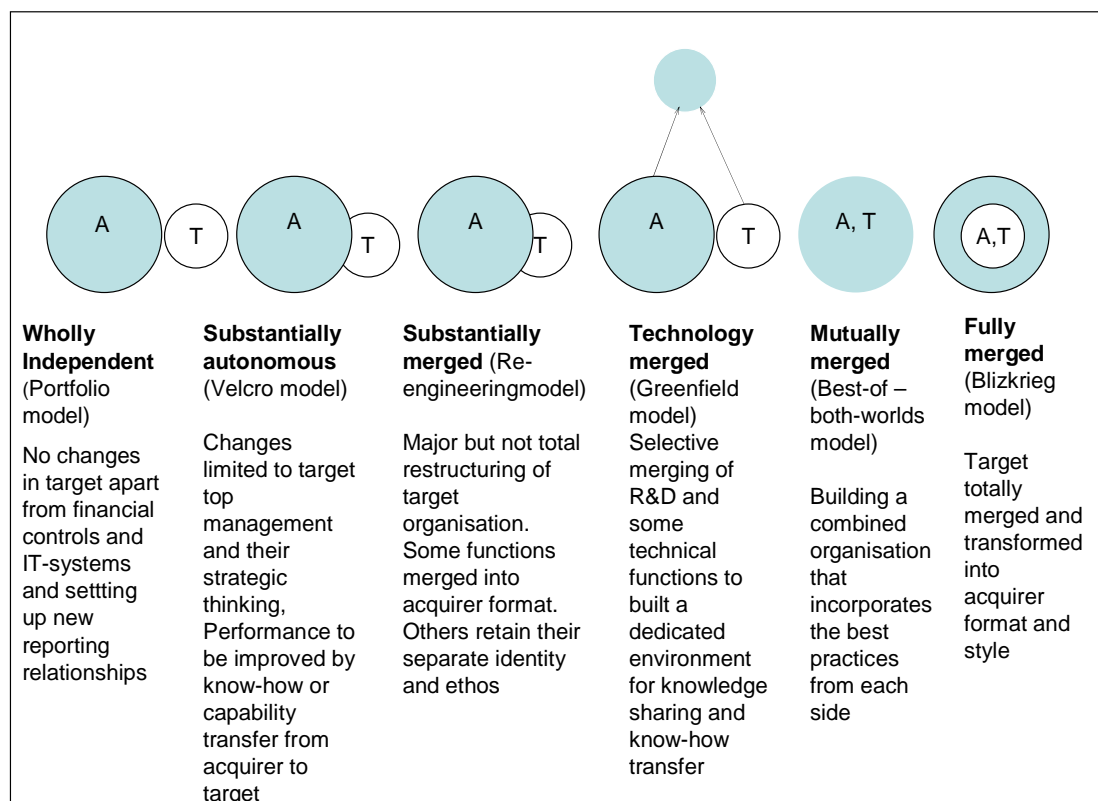 A
T
A
T
A
T
A
T
A, T
A,T
Wholly
Independent
(Portfolio
model)
No changes
in target apart
from financial
controls and
IT-systems
and settting
up new
reporting
relationships
Substantially
autonomous
(Velcro model)
Changes
limited to target
top
management
and their
strategic
thinking,
Performance to
be improved by
know-how or
capability
transfer from
acquirer to
target
Substantially
merged (Re-
engineeringmodel)
Major but not total
restructuring of
target
organisation.
Some functions
merged into
acquirer format.
Others retain their
separate identity
and ethos
Technology
merged
(Greenfield
model)
Selective
merging of
R&D and
some
technical
functions to
built a
dedicated
environment
for knowledge
sharing and
know-how
transfer
Mutually
merged
(Best-of –
both-worlds
model)
Building a
combined
organisation
that
incorporates
the best
practices
from each
side
Fully
merged
(Blizkrieg
model)
Target
totally
merged and
transformed
into
acquirer
format and
style